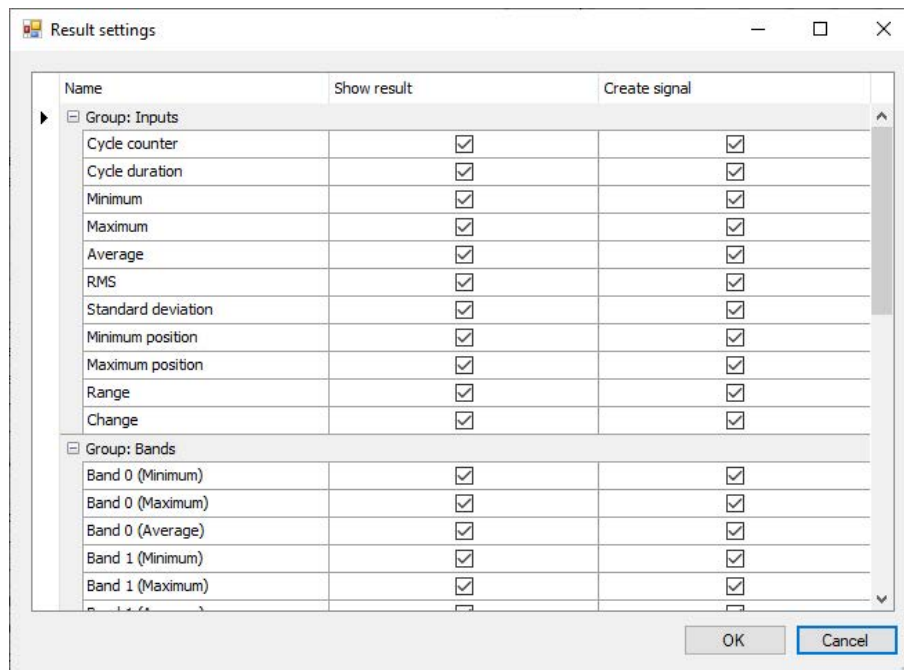 Result settings
Name Show result Create signal
Group: Inputs
Cycle counter
Cycle duration
Minimum
Maximum
Average
RMS
Standard deviation
Minimum position
Maximum position
Range
Change
Group: Bands
Band 0 (Minimum)
Band 0 (Maximum)
Band 0 (Average)
Band 1 (Minimum)
Band 1 (Maximum)
OK Cancel